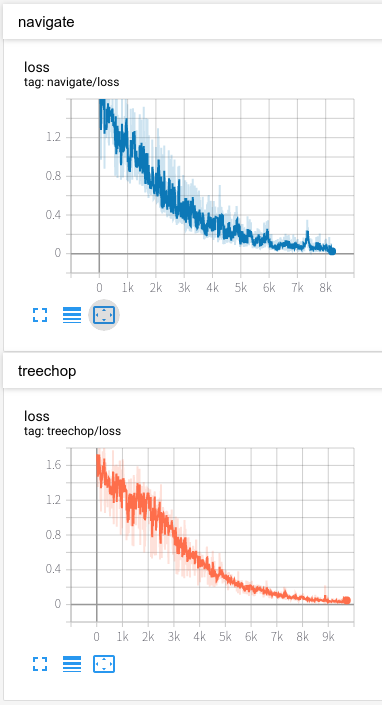 navigate
loss
tag: navigate/loss
1.2
0.8
0.4
0
0 1k 2k 3k 4k 5k 6k 7k 8k
treechop
loss
tag: treechop/loss
1.6
1.2
0.8
0.4
0
0 1k 2k 3k 4k 5k 6k 7k 8k 9k